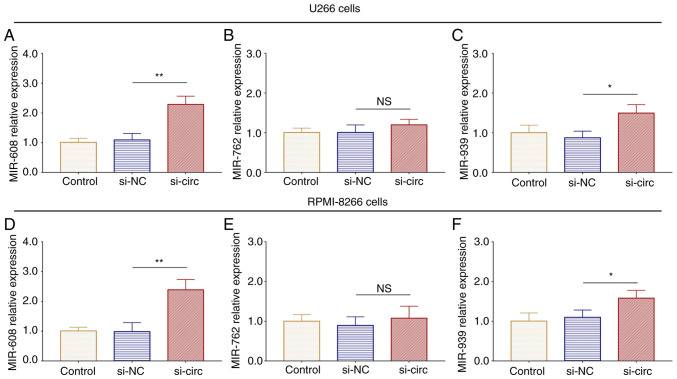 U266 cells
A
MIR-608 relative expression
4.0
3.0
2.0
1.0
0.0
**
Control si-NC si-circ
B
MIR-762 relative expression
3.0
2.0
1.0
0.0
NS
Control si-NC si-circ
C
MIR-939 relative expression
3.0
2.0
1.0
0.0
*
Control si-NC si-circ
RPMI-8266 cells
D
MIR-608 relative expression
4.0
3.0
2.0
1.0
0.0
**
Control si-NC si-circ
E
MIR-762 relative expression
3.0
2.0
1.0
0.0
NS
Control si-NC si-circ
F
MIR-939 relative expression
3.0
2.0
1.0
0.0
*
Control si-NC si-circ